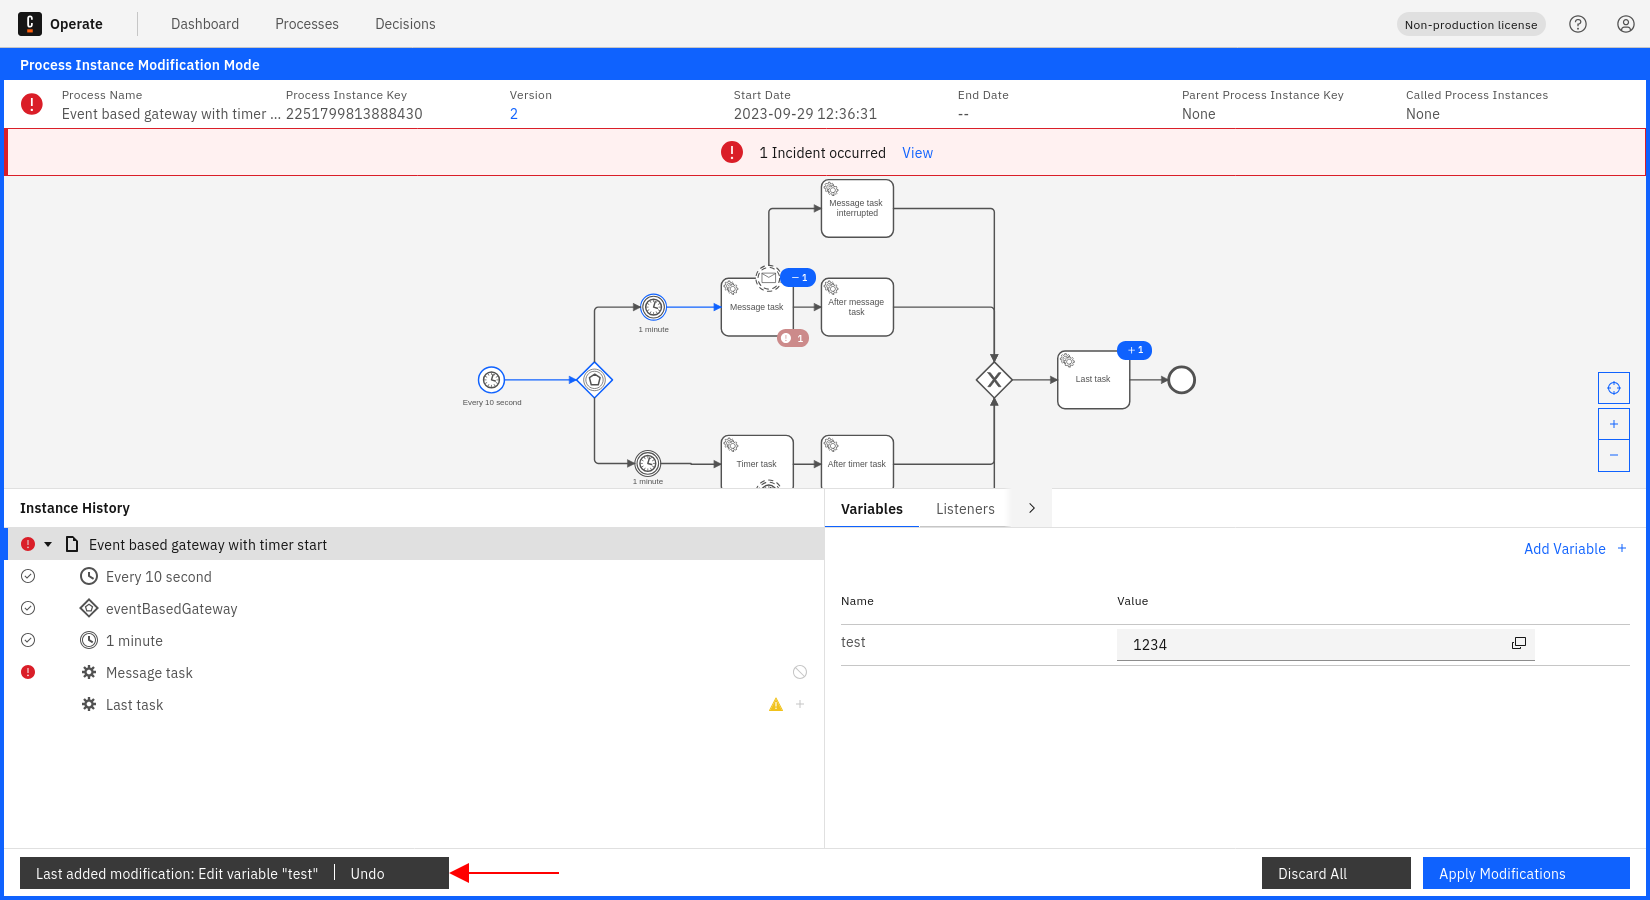 Operate
Dashboard
Processes
Decisions
Non-production license
Process Instance Modification Mode
Process Name
Process Instance Key
Version
Start Date
End Date
Parent Process Instance Key
Called Process Instances
Event based gateway with timer ...
2251799813888430
2
2023-09-29 12:36:31
--
None
None
1 Incident occurred
View
Message task
interrupted
− 1
Message task
After message
task
1 minute
1
+ 1
Last task
Every 10 second
Timer task
After timer task
1 minute
Instance History
Variables
Listeners
Event based gateway with timer start
Every 10 second
eventBasedGateway
1 minute
Message task
Last task
Add Variable +
Name
Value
test
1234
Last added modification: Edit variable "test"
Undo
Discard All
Apply Modifications